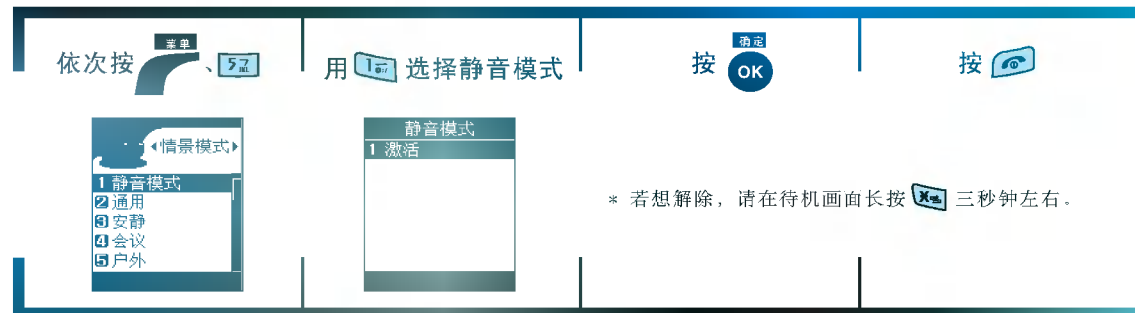 菜单
依次按 、5
情景模式
1 静音模式
2 通用
3 安静
4 会议
5 户外
用 1 选择静音模式
静音模式
1 激活
确定
按 OK
按
* 若想解除，请在待机画面长按 三秒钟左右。